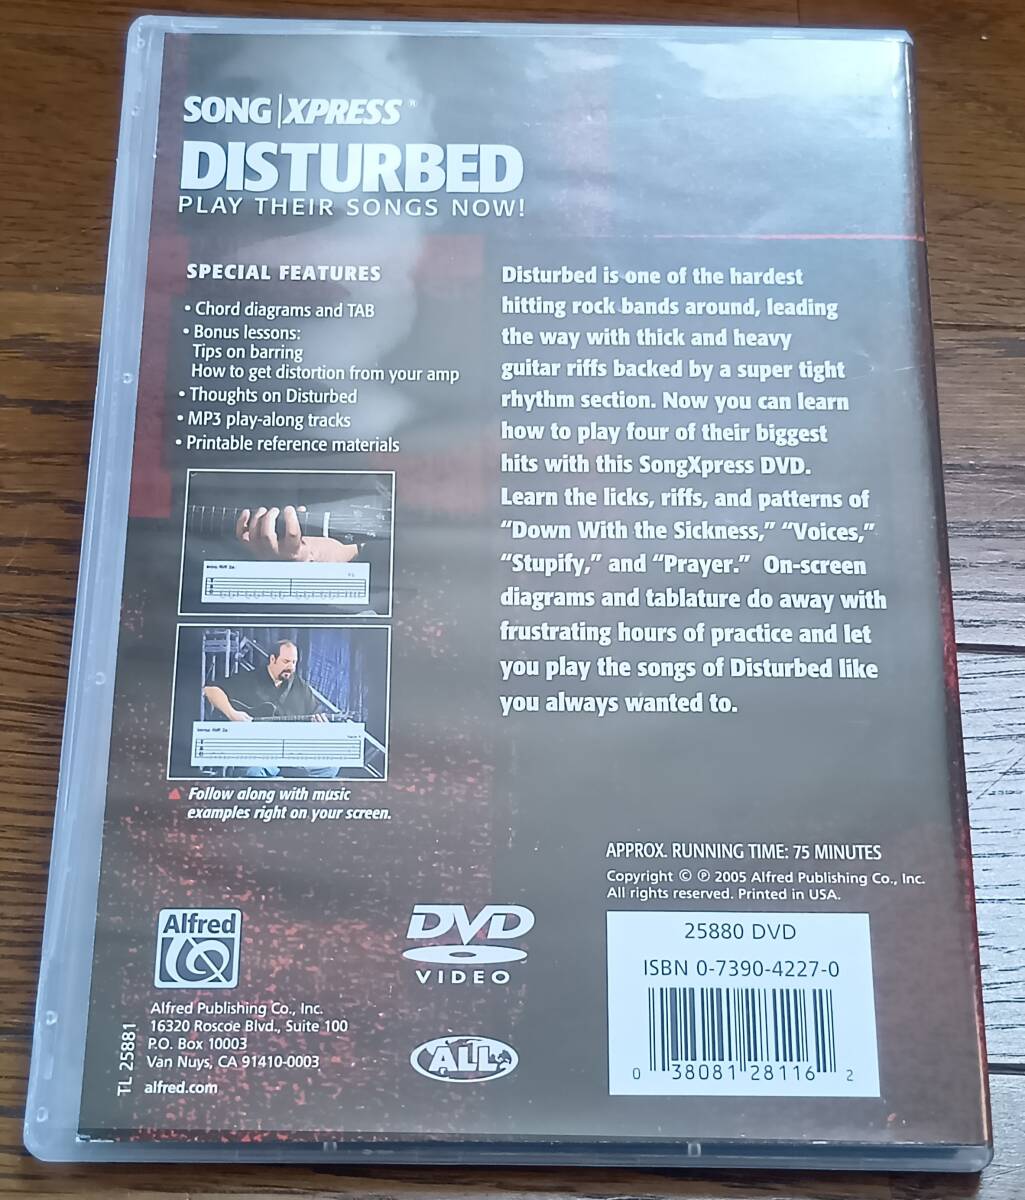 SONG|XPRESS®
DISTURBED
PLAY THEIR SONGS NOW!
SPECIAL FEATURES
• Chord diagrams and TAB
• Bonus lessons:
Tips on barring
How to get distortion from your amp
• Thoughts on Disturbed
• MP3 play-along tracks
• Printable reference materials
Follow along with music
examples right on your screen.
Disturbed is one of the hardest
hitting rock bands around, leading
the way with thick and heavy
guitar riffs backed by a super tight
rhythm section. Now you can learn
how to play four of their biggest
hits with this SongXpress DVD.
Learn the licks, riffs, and patterns of
“Down With the Sickness,” “Voices,”
“Stupify,” and “Prayer.” On-screen
diagrams and tablature do away with
frustrating hours of practice and let
you play the songs of Disturbed like
you always wanted to.
APPROX. RUNNING TIME: 75 MINUTES
Copyright © ℗ 2005 Alfred Publishing Co., Inc.
All rights reserved. Printed in USA.
Alfred
DVD
VIDEO
ALL
Alfred Publishing Co., Inc.
16320 Roscoe Blvd., Suite 100
P.O. Box 10003
Van Nuys, CA 91410-0003
alfred.com
TL 25881
25880 DVD
ISBN 0-7390-4227-0
0 38081 28116 2